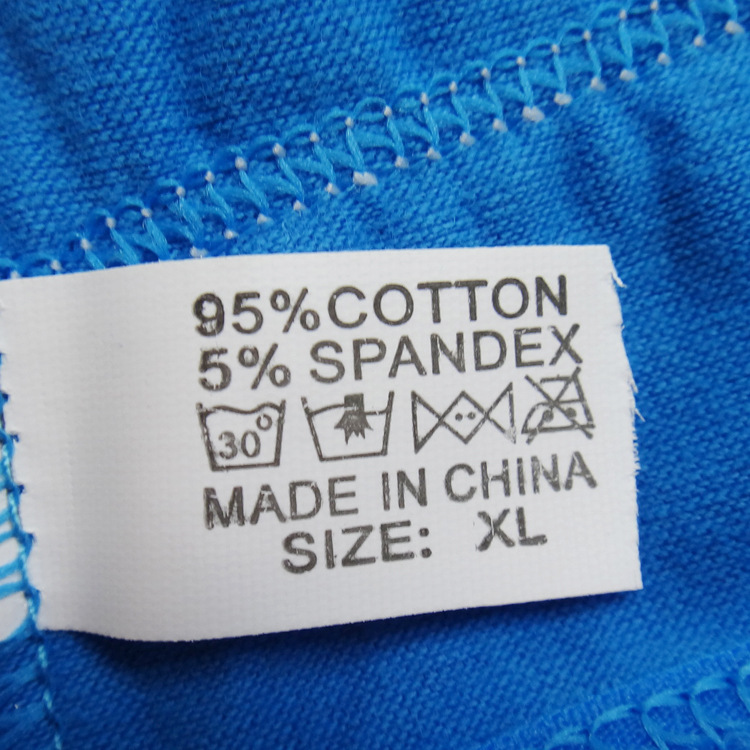 95% COTTON
5% SPANDEX
30°
MADE IN CHINA
SIZE: XL